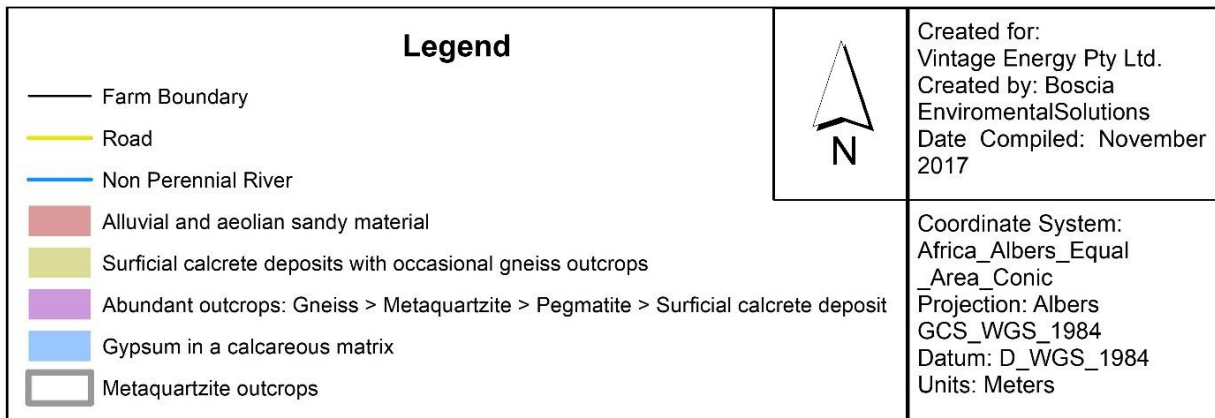 Legend
Farm Boundary
Road
Non Perennial River
Alluvial and aeolian sandy material
Surficial calcrete deposits with occasional gneiss outcrops
Abundant outcrops: Gneiss > Metaquartzite > Pegmatite > Surficial calcrete deposit
Gypsum in a calcareous matrix
Metaquartzite outcrops
N
Created for:
Vintage Energy Pty Ltd.
Created by: Boscia
EnviromentalSolutions
Date Compiled: November
2017
Coordinate System:
Africa_Albers_Equal
_Area_Conic
Projection: Albers
GCS_WGS_1984
Datum: D_WGS_1984
Units: Meters